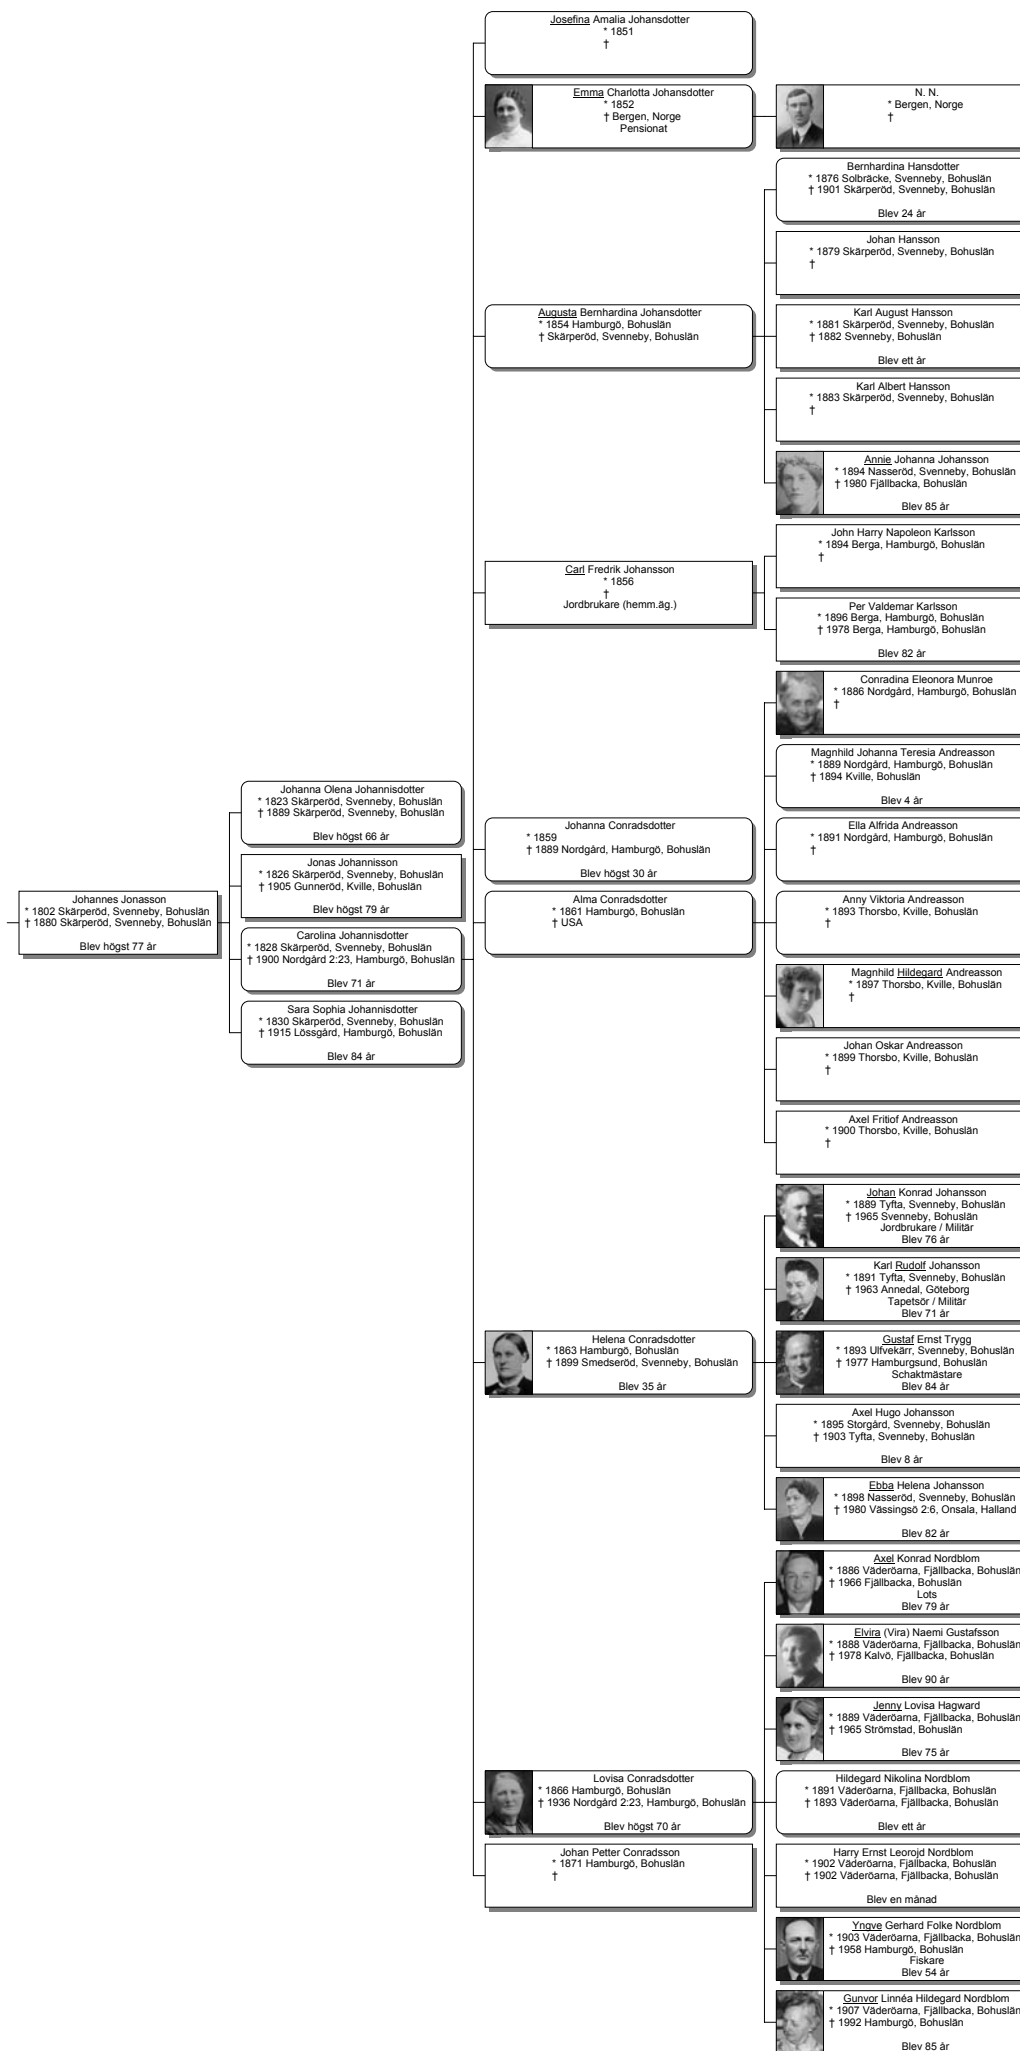 Johannes Jonasson
* 1802 Skärperöd, Svenneby, Bohuslän
† 1880 Skärperöd, Svenneby, Bohuslän
Blev högst 77 år
Johanna Olena Johannisdotter
* 1823 Skärperöd, Svenneby, Bohuslän
† 1889 Skärperöd, Svenneby, Bohuslän
Blev högst 66 år
Jonas Johannisson
* 1826 Skärperöd, Svenneby, Bohuslän
† 1905 Gunneröd, Kville, Bohuslän
Blev högst 79 år
Carolina Johannisdotter
* 1828 Skärperöd, Svenneby, Bohuslän
† 1900 Nordgård 2:23, Hamburgö, Bohuslän
Blev 71 år
Sara Sophia Johannisdotter
* 1830 Skärperöd, Svenneby, Bohuslän
† 1915 Lössgård, Hamburgö, Bohuslän
Blev 84 år
Josefina Amalia Johansdotter
* 1851
†
Emma Charlotta Johansdotter
* 1852
† Bergen, Norge
Pensionat
Augusta Bernhardina Johansdotter
* 1854 Hamburgö, Bohuslän
† Skärperöd, Svenneby, Bohuslän
Carl Fredrik Johansson
* 1856
†
Jordbrukare (hemm.äg.)
Johanna Conradsdotter
* 1859
† 1889 Nordgård, Hamburgö, Bohuslän
Blev högst 30 år
Alma Conradsdotter
* 1861 Hamburgö, Bohuslän
† USA
Helena Conradsdotter
* 1863 Hamburgö, Bohuslän
† 1899 Smedseröd, Svenneby, Bohuslän
Blev 35 år
Lovisa Conradsdotter
* 1866 Hamburgö, Bohuslän
† 1936 Nordgård 2:23, Hamburgö, Bohuslän
Blev högst 70 år
Johan Petter Conradsson
* 1871 Hamburgö, Bohuslän
†
N. N.
* Bergen, Norge
†
Bernhardina Hansdotter
* 1876 Solbräcke, Svenneby, Bohuslän
† 1901 Skärperöd, Svenneby, Bohuslän
Blev 24 år
Johan Hansson
* 1879 Skärperöd, Svenneby, Bohuslän
†
Karl August Hansson
* 1881 Skärperöd, Svenneby, Bohuslän
† 1882 Svenneby, Bohuslän
Blev ett år
Karl Albert Hansson
* 1883 Skärperöd, Svenneby, Bohuslän
†
Annie Johanna Johansson
* 1894 Nasseröd, Svenneby, Bohuslän
† 1980 Fjällbacka, Bohuslän
Blev 85 år
John Harry Napoleon Karlsson
* 1894 Berga, Hamburgö, Bohuslän
†
Per Valdemar Karlsson
* 1896 Berga, Hamburgö, Bohuslän
† 1978 Berga, Hamburgö, Bohuslän
Blev 82 år
Conradina Eleonora Munroe
* 1886 Nordgård, Hamburgö, Bohuslän
†
Magnhild Johanna Teresia Andreasson
* 1889 Nordgård, Hamburgö, Bohuslän
† 1894 Kville, Bohuslän
Blev 4 år
Ella Alfrida Andreasson
* 1891 Nordgård, Hamburgö, Bohuslän
†
Anny Viktoria Andreasson
* 1893 Thorsbo, Kville, Bohuslän
†
Magnhild Hildegard Andreasson
* 1897 Thorsbo, Kville, Bohuslän
†
Johan Oskar Andreasson
* 1899 Thorsbo, Kville, Bohuslän
†
Axel Fritiof Andreasson
* 1900 Thorsbo, Kville, Bohuslän
†
Johan Konrad Johansson
* 1889 Tyfta, Svenneby, Bohuslän
† 1965 Svenneby, Bohuslän
Jordbrukare / Militär
Blev 76 år
Karl Rudolf Johansson
* 1891 Tyfta, Svenneby, Bohuslän
† 1963 Annedal, Göteborg
Tapetsör / Militär
Blev 71 år
Gustaf Ernst Trygg
* 1893 Ulfvekärr, Svenneby, Bohuslän
† 1977 Hamburgsund, Bohuslän
Schaktmästare
Blev 84 år
Axel Hugo Johansson
* 1895 Storgård, Svenneby, Bohuslän
† 1903 Tyfta, Svenneby, Bohuslän
Blev 8 år
Ebba Helena Johansson
* 1898 Nasseröd, Svenneby, Bohuslän
† 1980 Vässingsö 2:6, Onsala, Halland
Blev 82 år
Axel Konrad Nordblom
* 1886 Väderöarna, Fjällbacka, Bohuslän
† 1966 Fjällbacka, Bohuslän
Lots
Blev 79 år
Elvira (Vira) Naemi Gustafsson
* 1888 Väderöarna, Fjällbacka, Bohuslän
† 1978 Kalvö, Fjällbacka, Bohuslän
Blev 90 år
Jenny Lovisa Hagward
* 1889 Väderöarna, Fjällbacka, Bohuslän
† 1965 Strömstad, Bohuslän
Blev 75 år
Hildegard Nikolina Nordblom
* 1891 Väderöarna, Fjällbacka, Bohuslän
† 1893 Väderöarna, Fjällbacka, Bohuslän
Blev ett år
Harry Ernst Leorojd Nordblom
* 1902 Väderöarna, Fjällbacka, Bohuslän
† 1902 Väderöarna, Fjällbacka, Bohuslän
Blev en månad
Yngve Gerhard Folke Nordblom
* 1903 Väderöarna, Fjällbacka, Bohuslän
† 1958 Hamburgö, Bohuslän
Fiskare
Blev 54 år
Gunvor Linnéa Hildegard Nordblom
* 1907 Väderöarna, Fjällbacka, Bohuslän
† 1992 Hamburgö, Bohuslän
Blev 85 år